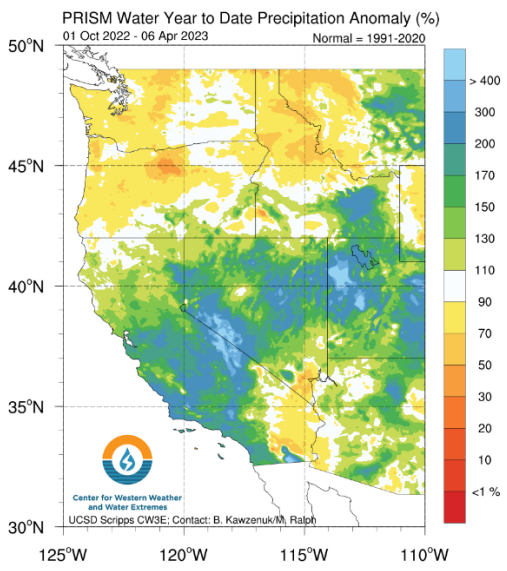 PRISM Water Year to Date Precipitation Anomaly (%)
01 Oct 2022 - 06 Apr 2023
Normal = 1991-2020
50°N
45°N
40°N
35°N
30°N
125°W
120°W
115°W
110°W
> 400
300
200
170
150
130
110
90
70
50
30
20
10
<1 %
Center for Western Weather
and Water Extremes
UCSD Scripps CW3E; Contact: B. Kawzenuk/M. Ralph